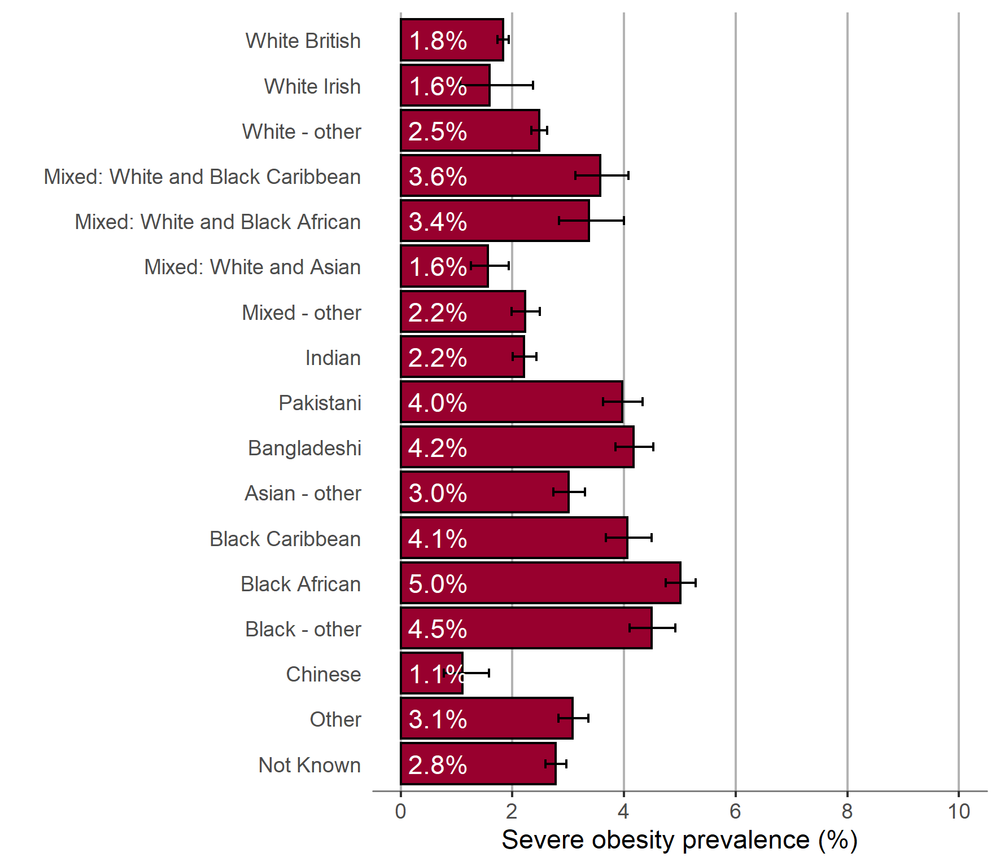 White British 1.8%
White Irish 1.6%
White - other 2.5%
Mixed: White and Black Caribbean 3.6%
Mixed: White and Black African 3.4%
Mixed: White and Asian 1.6%
Mixed - other 2.2%
Indian 2.2%
Pakistani 4.0%
Bangladeshi 4.2%
Asian - other 3.0%
Black Caribbean 4.1%
Black African 5.0%
Black - other 4.5%
Chinese 1.1%
Other 3.1%
Not Known 2.8%
0 2 4 6 8 10
Severe obesity prevalence (%)